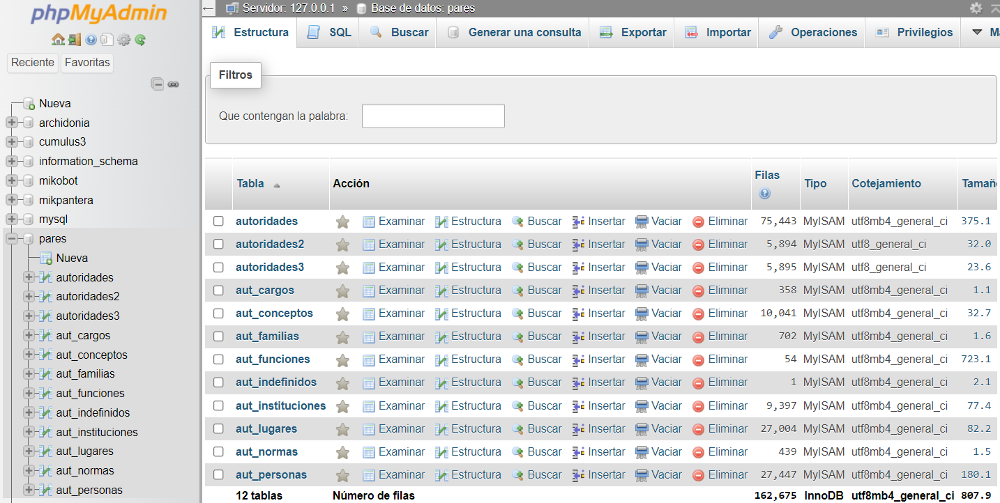 phpMyAdmin
Reciente Favoritas
Nueva
archidonia
cumulus3
information_schema
mikobot
mikpantera
mysql
pares
Nueva
autoridades
autoridades2
autoridades3
aut_cargos
aut_conceptos
aut_familias
aut_funciones
aut_indefinidos
aut_instituciones
aut_lugares
aut_normas
aut_personas
Servidor: 127.0.0.1 » Base de datos: pares
Estructura SQL Buscar Generar una consulta Exportar Importar Operaciones Privilegios M
Filtros
Que contengan la palabra:
Tabla Acción Filas Tipo Cotejamiento Tamañ
autoridades Examinar Estructura Buscar Insertar Vaciar Eliminar 75,443 MyISAM utf8mb4_general_ci 375.1
autoridades2 Examinar Estructura Buscar Insertar Vaciar Eliminar 5,894 MyISAM utf8_general_ci 32.0
autoridades3 Examinar Estructura Buscar Insertar Vaciar Eliminar 5,895 MyISAM utf8_general_ci 23.6
aut_cargos Examinar Estructura Buscar Insertar Vaciar Eliminar 358 MyISAM utf8mb4_general_ci 1.1
aut_conceptos Examinar Estructura Buscar Insertar Vaciar Eliminar 10,041 MyISAM utf8mb4_general_ci 32.7
aut_familias Examinar Estructura Buscar Insertar Vaciar Eliminar 702 MyISAM utf8mb4_general_ci 1.6
aut_funciones Examinar Estructura Buscar Insertar Vaciar Eliminar 54 MyISAM utf8mb4_general_ci 723.1
aut_indefinidos Examinar Estructura Buscar Insertar Vaciar Eliminar 1 MyISAM utf8mb4_general_ci 2.1
aut_instituciones Examinar Estructura Buscar Insertar Vaciar Eliminar 9,397 MyISAM utf8mb4_general_ci 77.4
aut_lugares Examinar Estructura Buscar Insertar Vaciar Eliminar 27,004 MyISAM utf8mb4_general_ci 82.2
aut_normas Examinar Estructura Buscar Insertar Vaciar Eliminar 439 MyISAM utf8mb4_general_ci 1.5
aut_personas Examinar Estructura Buscar Insertar Vaciar Eliminar 27,447 MyISAM utf8mb4_general_ci 180.1
12 tablas Número de filas 162,675 InnoDB utf8mb4_general_ci 807.9